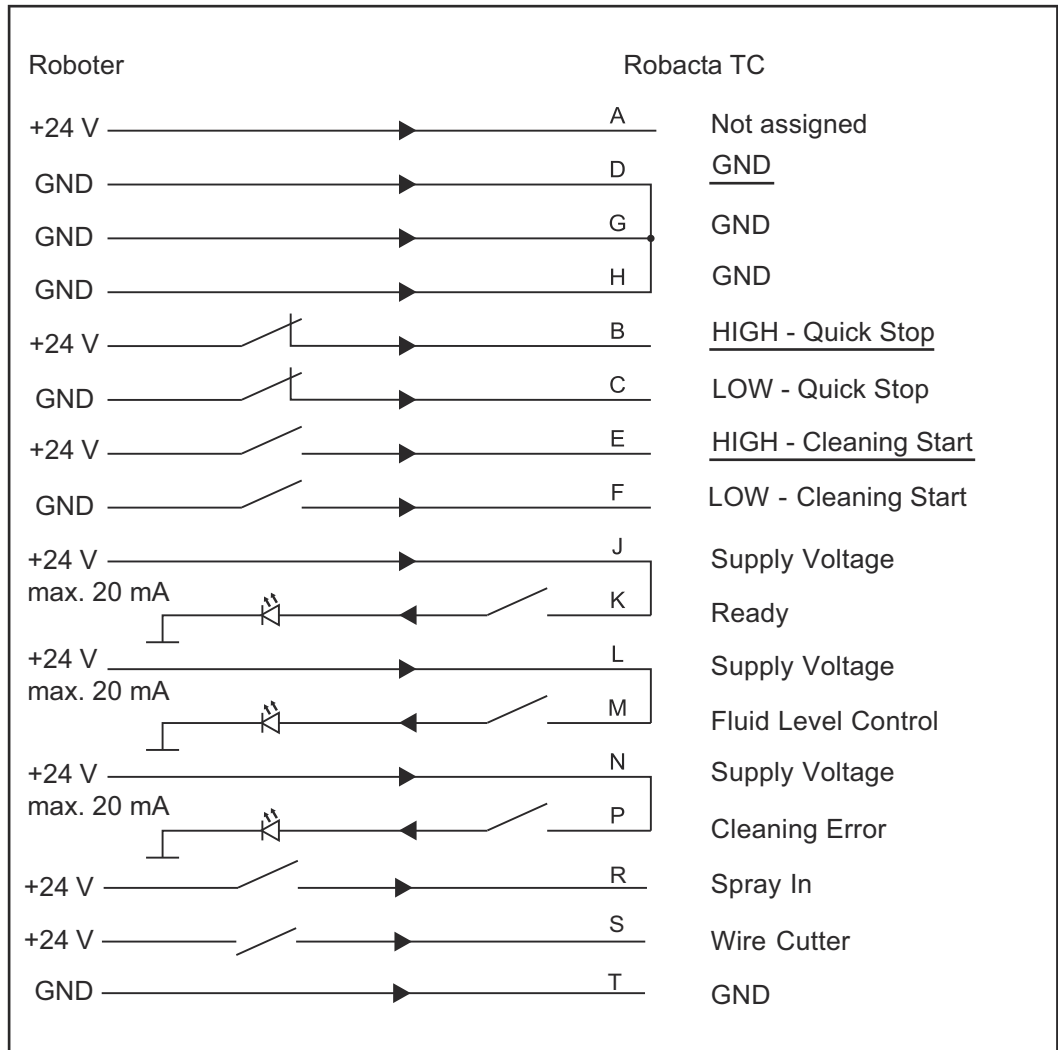 Roboter Robacta TC
+24 V A Not assigned
GND D GND
GND G GND
GND H GND
+24 V B HIGH - Quick Stop
GND C LOW - Quick Stop
+24 V E HIGH - Cleaning Start
GND F LOW - Cleaning Start
+24 V J Supply Voltage
max. 20 mA K Ready
+24 V L Supply Voltage
max. 20 mA M Fluid Level Control
+24 V N Supply Voltage
max. 20 mA P Cleaning Error
+24 V R Spray In
+24 V S Wire Cutter
GND T GND